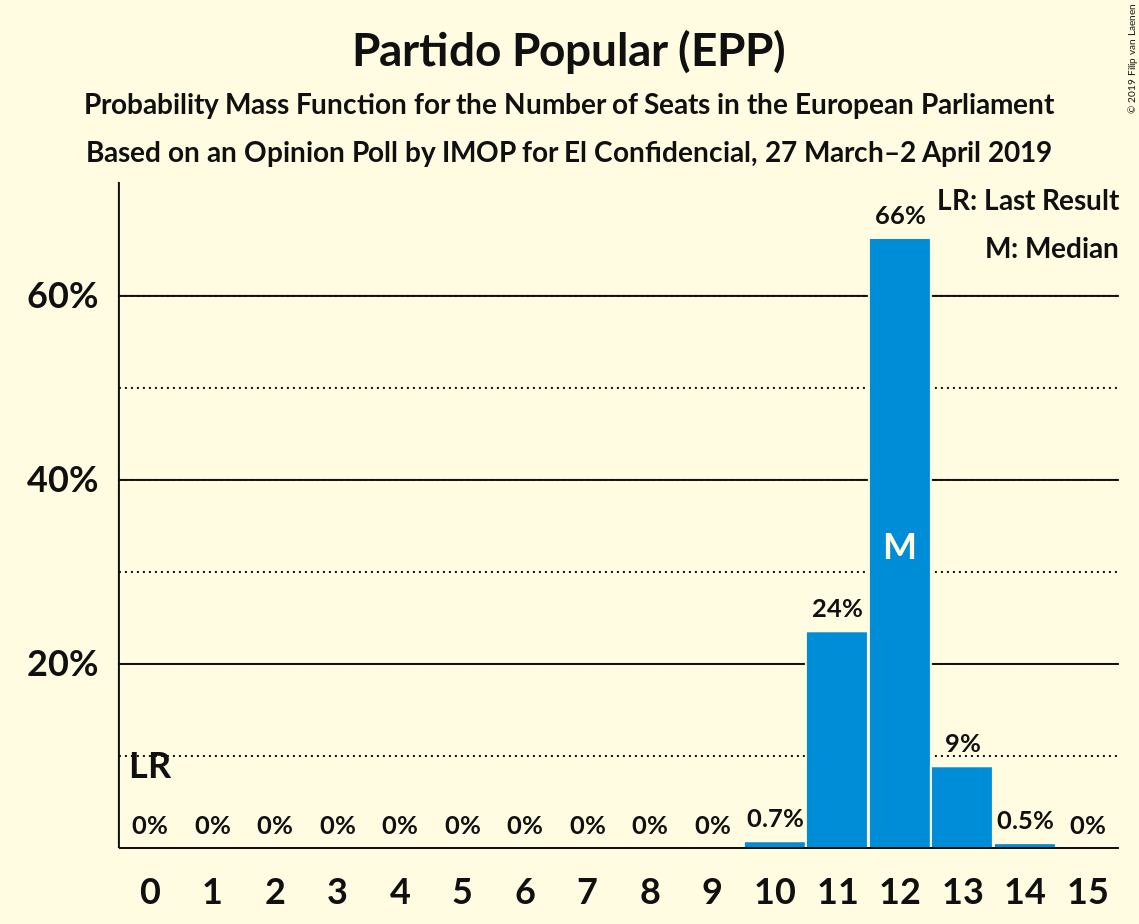 Partido Popular (EPP)
Probability Mass Function for the Number of Seats in the European Parliament
Based on an Opinion Poll by IMOP for El Confidencial, 27 March–2 April 2019
© 2019 Filip van Laenen
LR: Last Result
M: Median
60%
40%
20%
66%
M
24%
9%
LR
0% 0% 0% 0% 0% 0% 0% 0% 0% 0% 0.7% 0.5% 0%
0 1 2 3 4 5 6 7 8 9 10 11 12 13 14 15